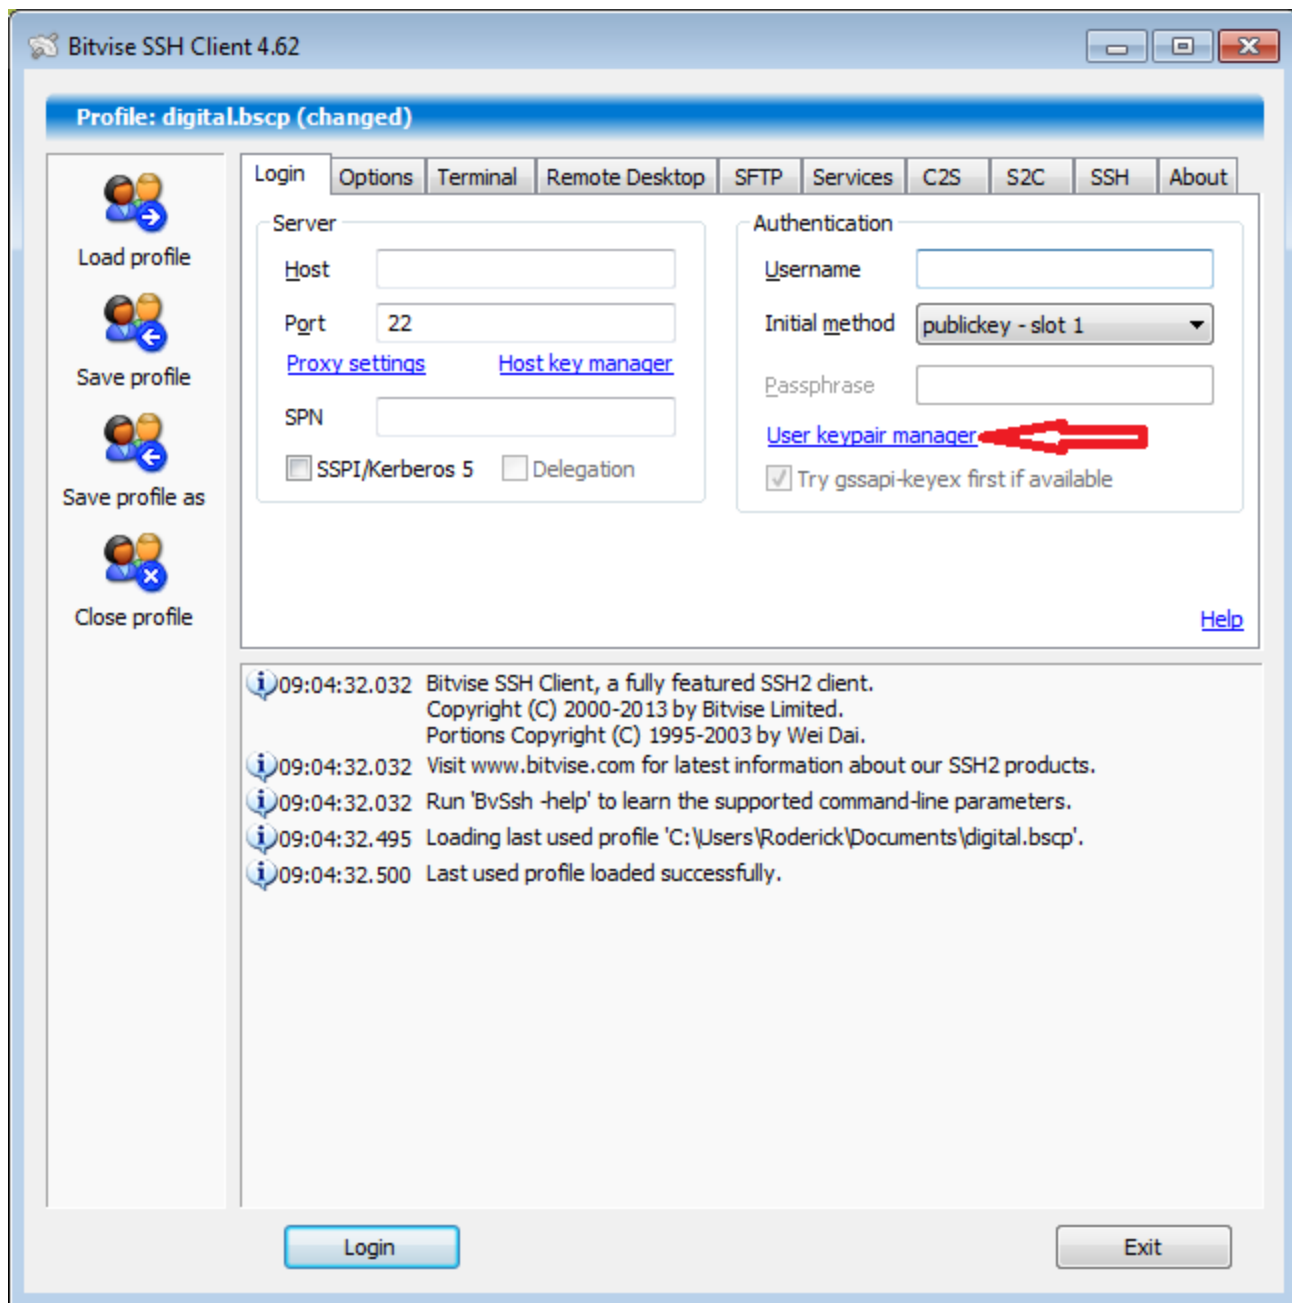 Bitvise SSH Client 4.62
Profile: digital.bscp (changed)
Load profile
Save profile
Save profile as
Close profile
Login Options Terminal Remote Desktop SFTP Services C2S S2C SSH About
Server
Host
Port 22
Proxy settings Host key manager
SPN
SSPI/Kerberos 5 Delegation
Authentication
Username
Initial method publickey - slot 1
Passphrase
User keypair manager
Try gssapi-keyex first if available
Help
09:04:32.032 Bitvise SSH Client, a fully featured SSH2 client.
Copyright (C) 2000-2013 by Bitvise Limited.
Portions Copyright (C) 1995-2003 by Wei Dai.
09:04:32.032 Visit www.bitvise.com for latest information about our SSH2 products.
09:04:32.032 Run 'BvSsh -help' to learn the supported command-line parameters.
09:04:32.495 Loading last used profile 'C:\Users\Roderick\Documents\digital.bscp'.
09:04:32.500 Last used profile loaded successfully.
Login Exit